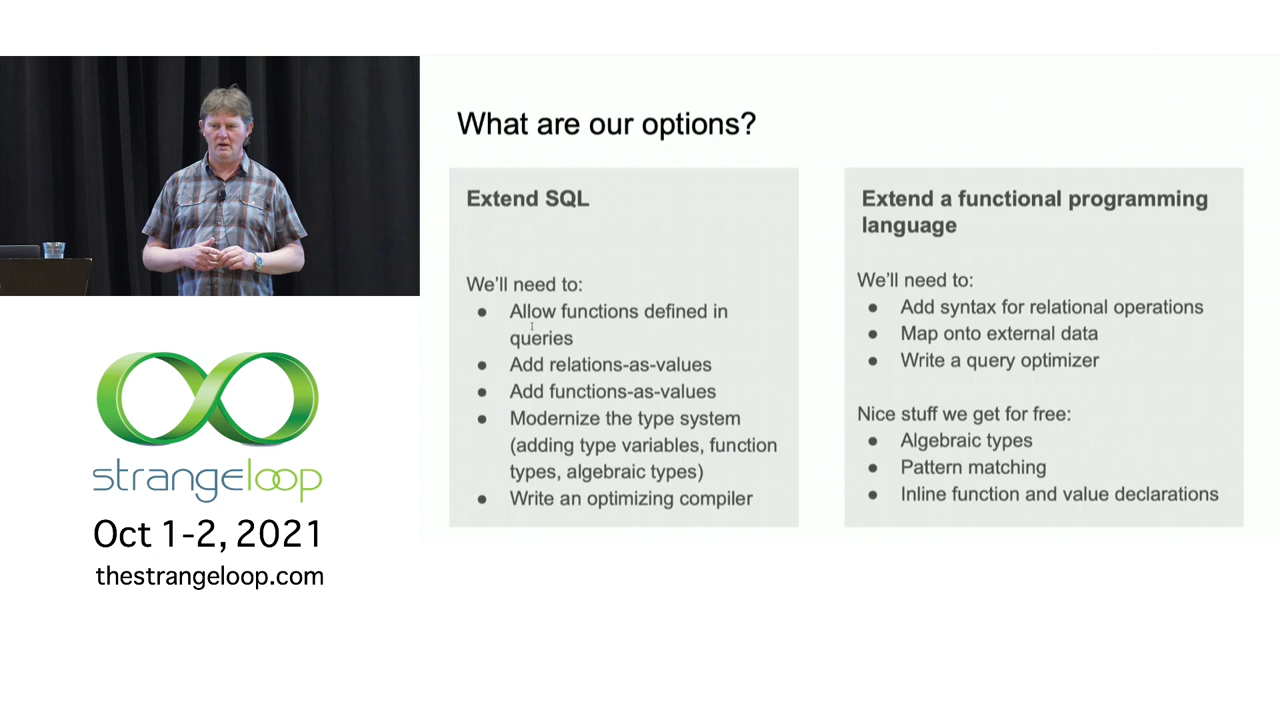 What are our options?
Extend SQL
We'll need to:
● Allow functions defined in
queries
● Add relations-as-values
● Add functions-as-values
● Modernize the type system
(adding type variables, function
types, algebraic types)
● Write an optimizing compiler
Extend a functional programming
language
We'll need to:
● Add syntax for relational operations
● Map onto external data
● Write a query optimizer
Nice stuff we get for free:
● Algebraic types
● Pattern matching
● Inline function and value declarations
strangeloop
Oct 1-2, 2021
thestrangeloop.com